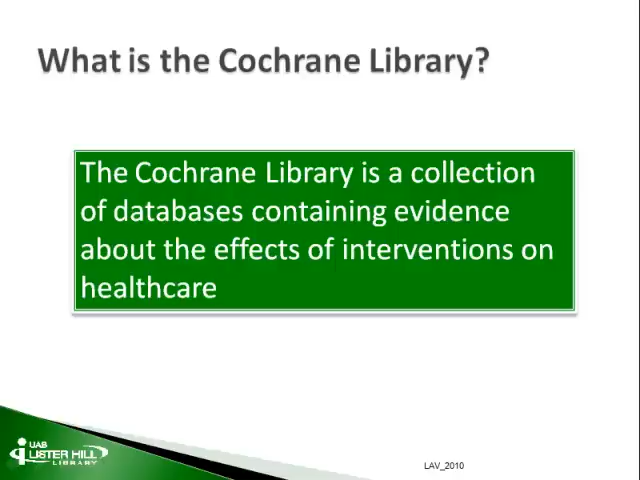 What is the Cochrane Library?
The Cochrane Library is a collection
of databases containing evidence
about the effects of interventions on
healthcare
UAB
LISTER HILL
LIBRARY
LAV_2010